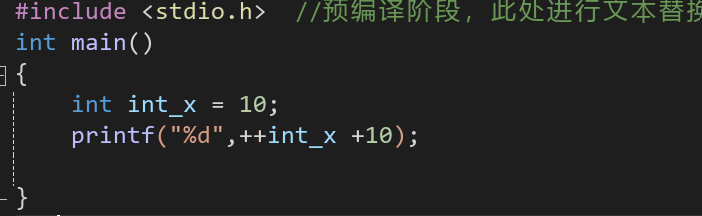 #include <stdio.h>  //预编译阶段，此处进行文本替换
int main()
{
    int int_x = 10;
    printf("%d",++int_x +10);
}